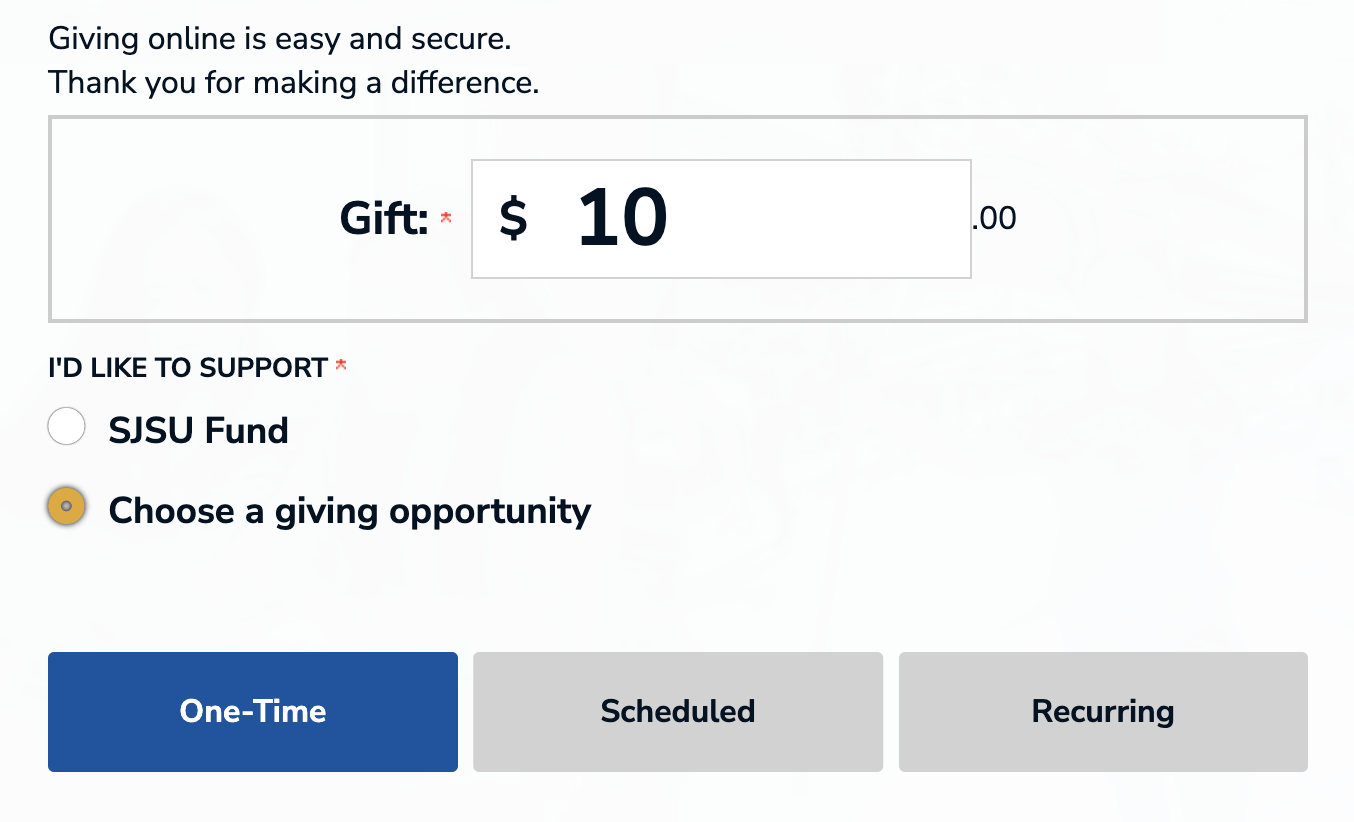 Giving online is easy and secure.
Thank you for making a difference.
Gift: * $ 10 .00
I'D LIKE TO SUPPORT *
SJSU Fund
Choose a giving opportunity
One-Time Scheduled Recurring